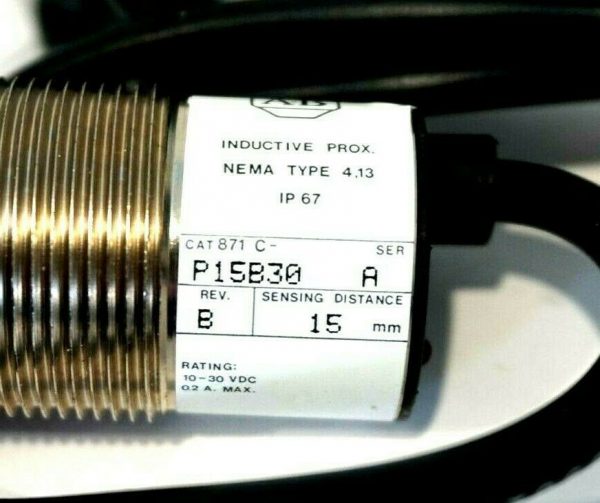 AB
INDUCTIVE PROX.
NEMA TYPE 4,13
IP 67
CAT 871 C- SER
P15B30 A
REV. SENSING DISTANCE
B 15 mm
RATING:
10-30 VDC
0.2 A. MAX.